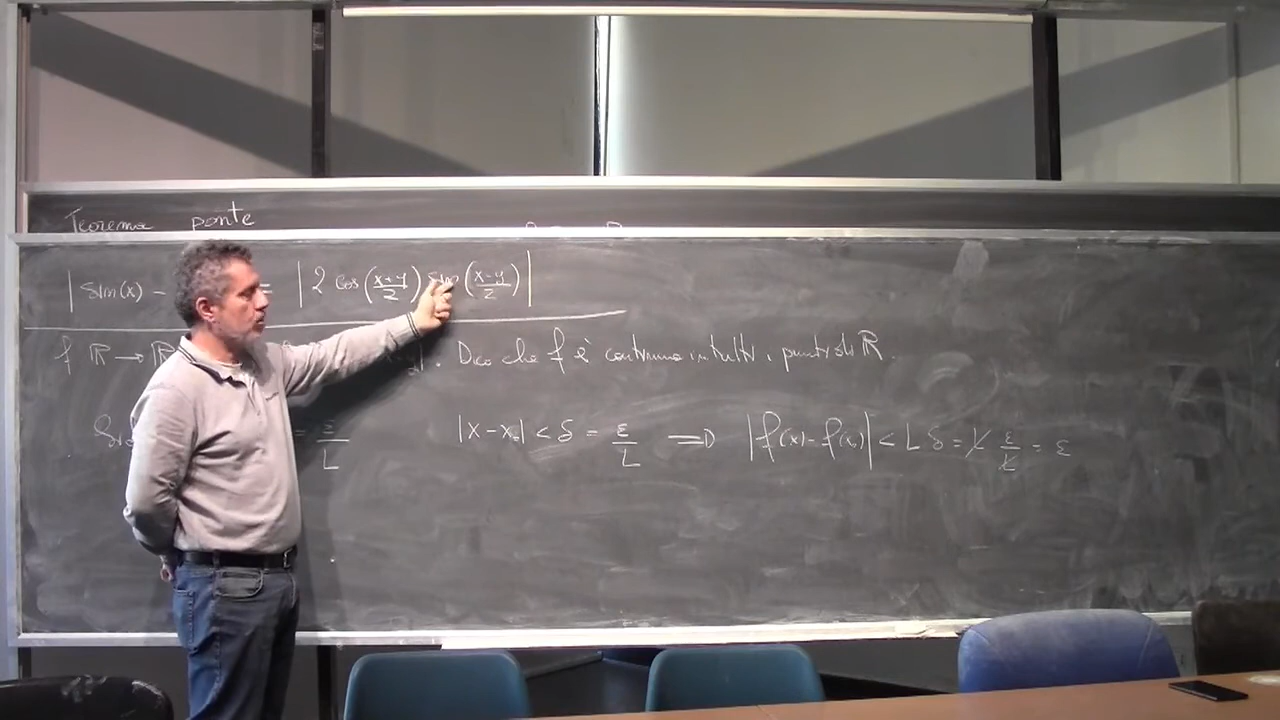 Teorema ponte
|sin(x) - = |2 cos(x+y/2) sin(x-y/2)|
f R → R . Dico che f è continua in tutti i punti di R.
= ε/L |x-x₀| < δ = ε/L ⇒ |f(x)-f(x₀)| < L δ = L ε/L = ε